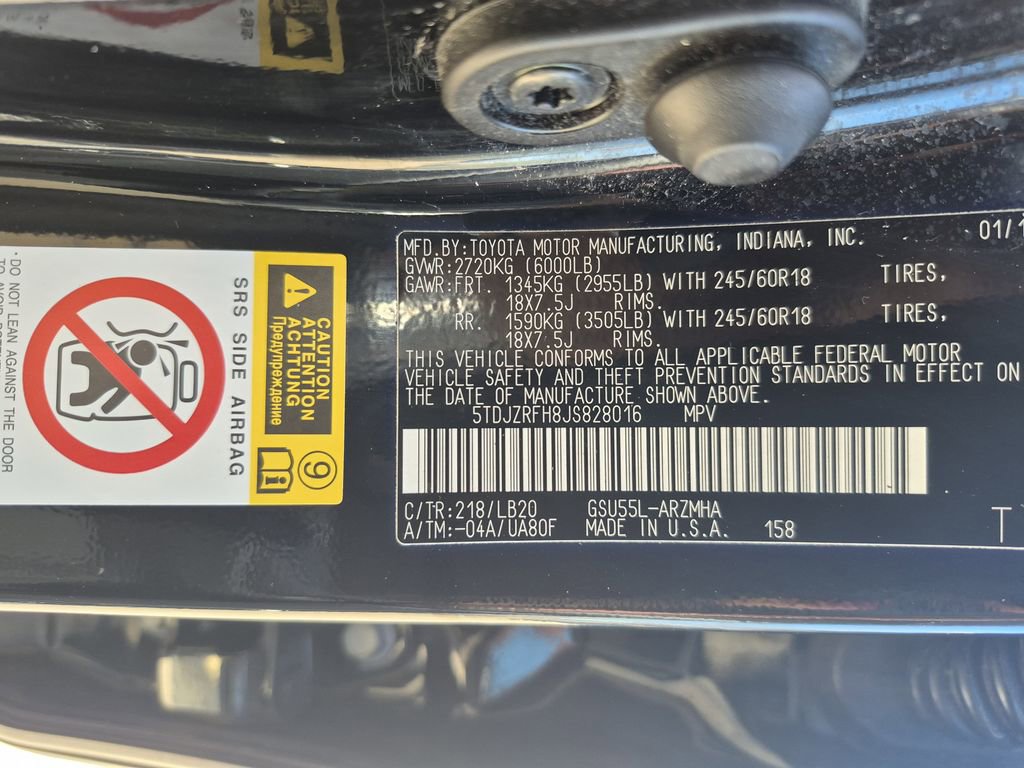 MFD. BY: TOYOTA MOTOR MANUFACTURING, INDIANA, INC. 01/1
GVWR: 2720KG (6000LB)
GAWR: FRT. 1345KG (2955LB) WITH 245/60R18 TIRES,
18X7.5J RIMS.
RR. 1590KG (3505LB) WITH 245/60R18 TIRES,
18X7.5J RIMS.
THIS VEHICLE CONFORMS TO ALL APPLICABLE FEDERAL MOTOR
VEHICLE SAFETY AND THEFT PREVENTION STANDARDS IN EFFECT ON
THE DATE OF MANUFACTURE SHOWN ABOVE.
5TDJZRFH8JS828016 MPV
C/TR: 218/LB20 GSU55L-ARZMHA
A/TM: -04A/UA80F MADE IN U.S.A. 158
T
CAUTION
ATTENTION
ACHTUNG
Предупреждение
9
SRS SIDE AIRBAG
• DO NOT LEAN AGAINST THE DOOR